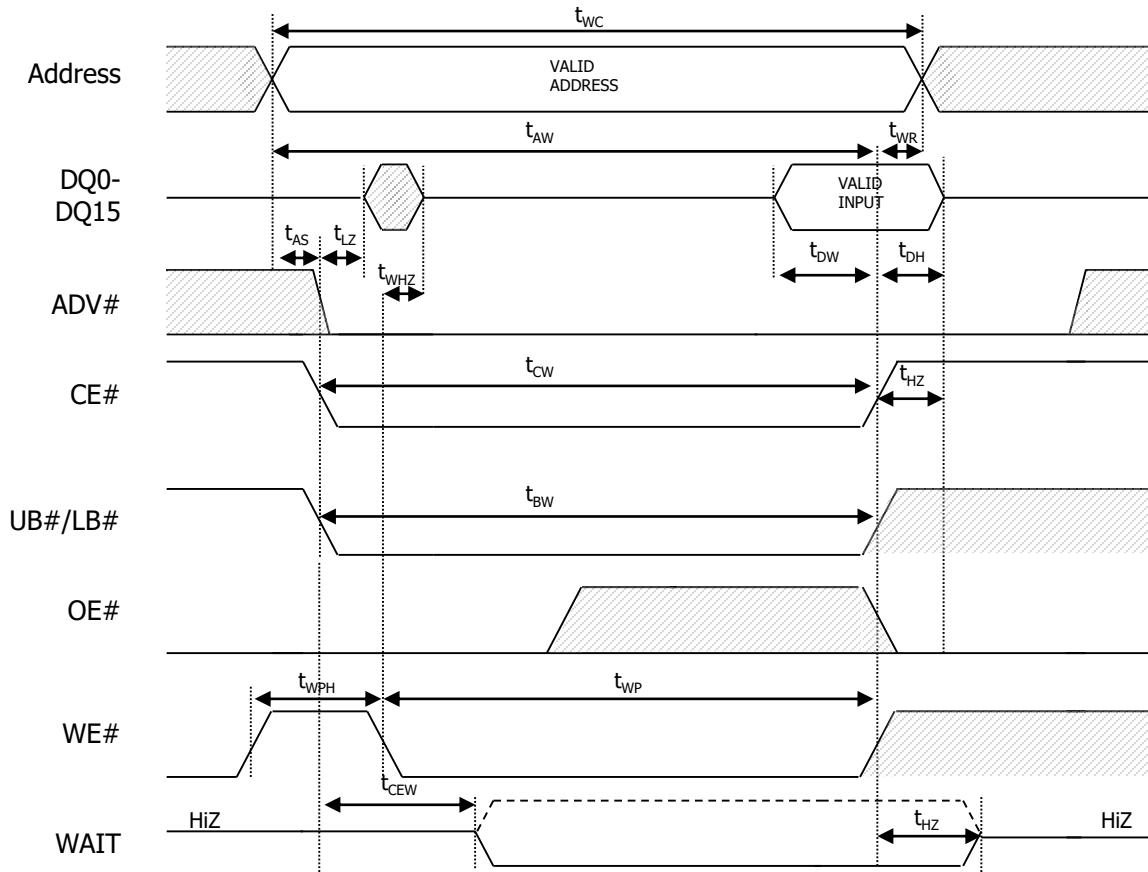 tWC
Address
VALID
ADDRESS
tAW
tWR
DQ0-
DQ15
VALID
INPUT
tAS
tLZ
tWHZ
tDW
tDH
ADV#
CE#
tCW
tHZ
UB#/LB#
tBW
OE#
tWPH
tWP
WE#
tCEW
HiZ
WAIT
tHZ
HiZ